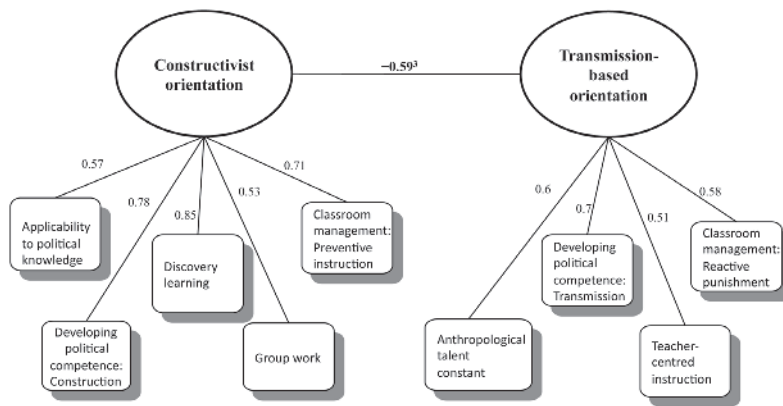 Constructivist
orientation
−0.59³
Transmission-
based
orientation
0.57
0.78
0.85
0.53
0.71
0.6
0.7
0.51
0.58
Applicability
to political
knowledge
Discovery
learning
Classroom
management:
Preventive
instruction
Developing
political
competence:
Transmission
Classroom
management:
Reactive
punishment
Developing
political
competence:
Construction
Group work
Anthropological
talent
constant
Teacher-
centred
instruction